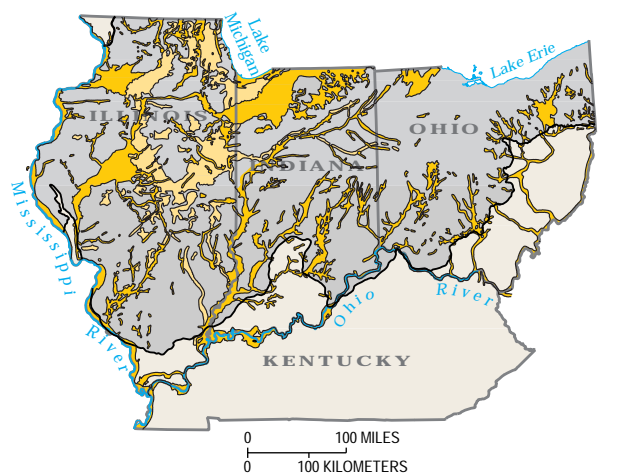 Lake
Michigan
Lake Erie
ILLINOIS
OHIO
INDIANA
Mississippi
River
Ohio
River
KENTUCKY
0 100 MILES
0 100 KILOMETERS